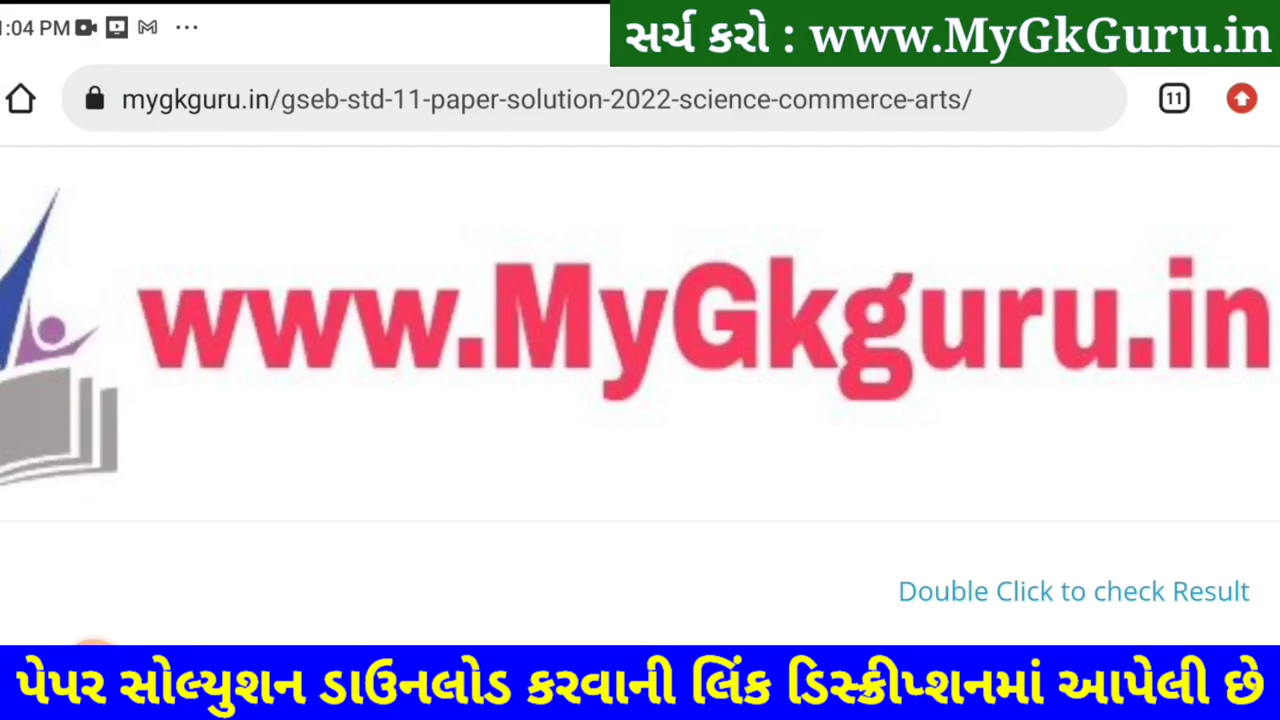 1:04 PM ...
સર્ચ કરો : www.MyGkGuru.in
mygkguru.in/gseb-std-11-paper-solution-2022-science-commerce-arts/
11
www.MyGkguru.in
Double Click to check Result
પેપર સોલ્યુશન ડાઉનલોડ કરવાની લિંક ડિસ્ક્રીપ્શનમાં આપેલી છે